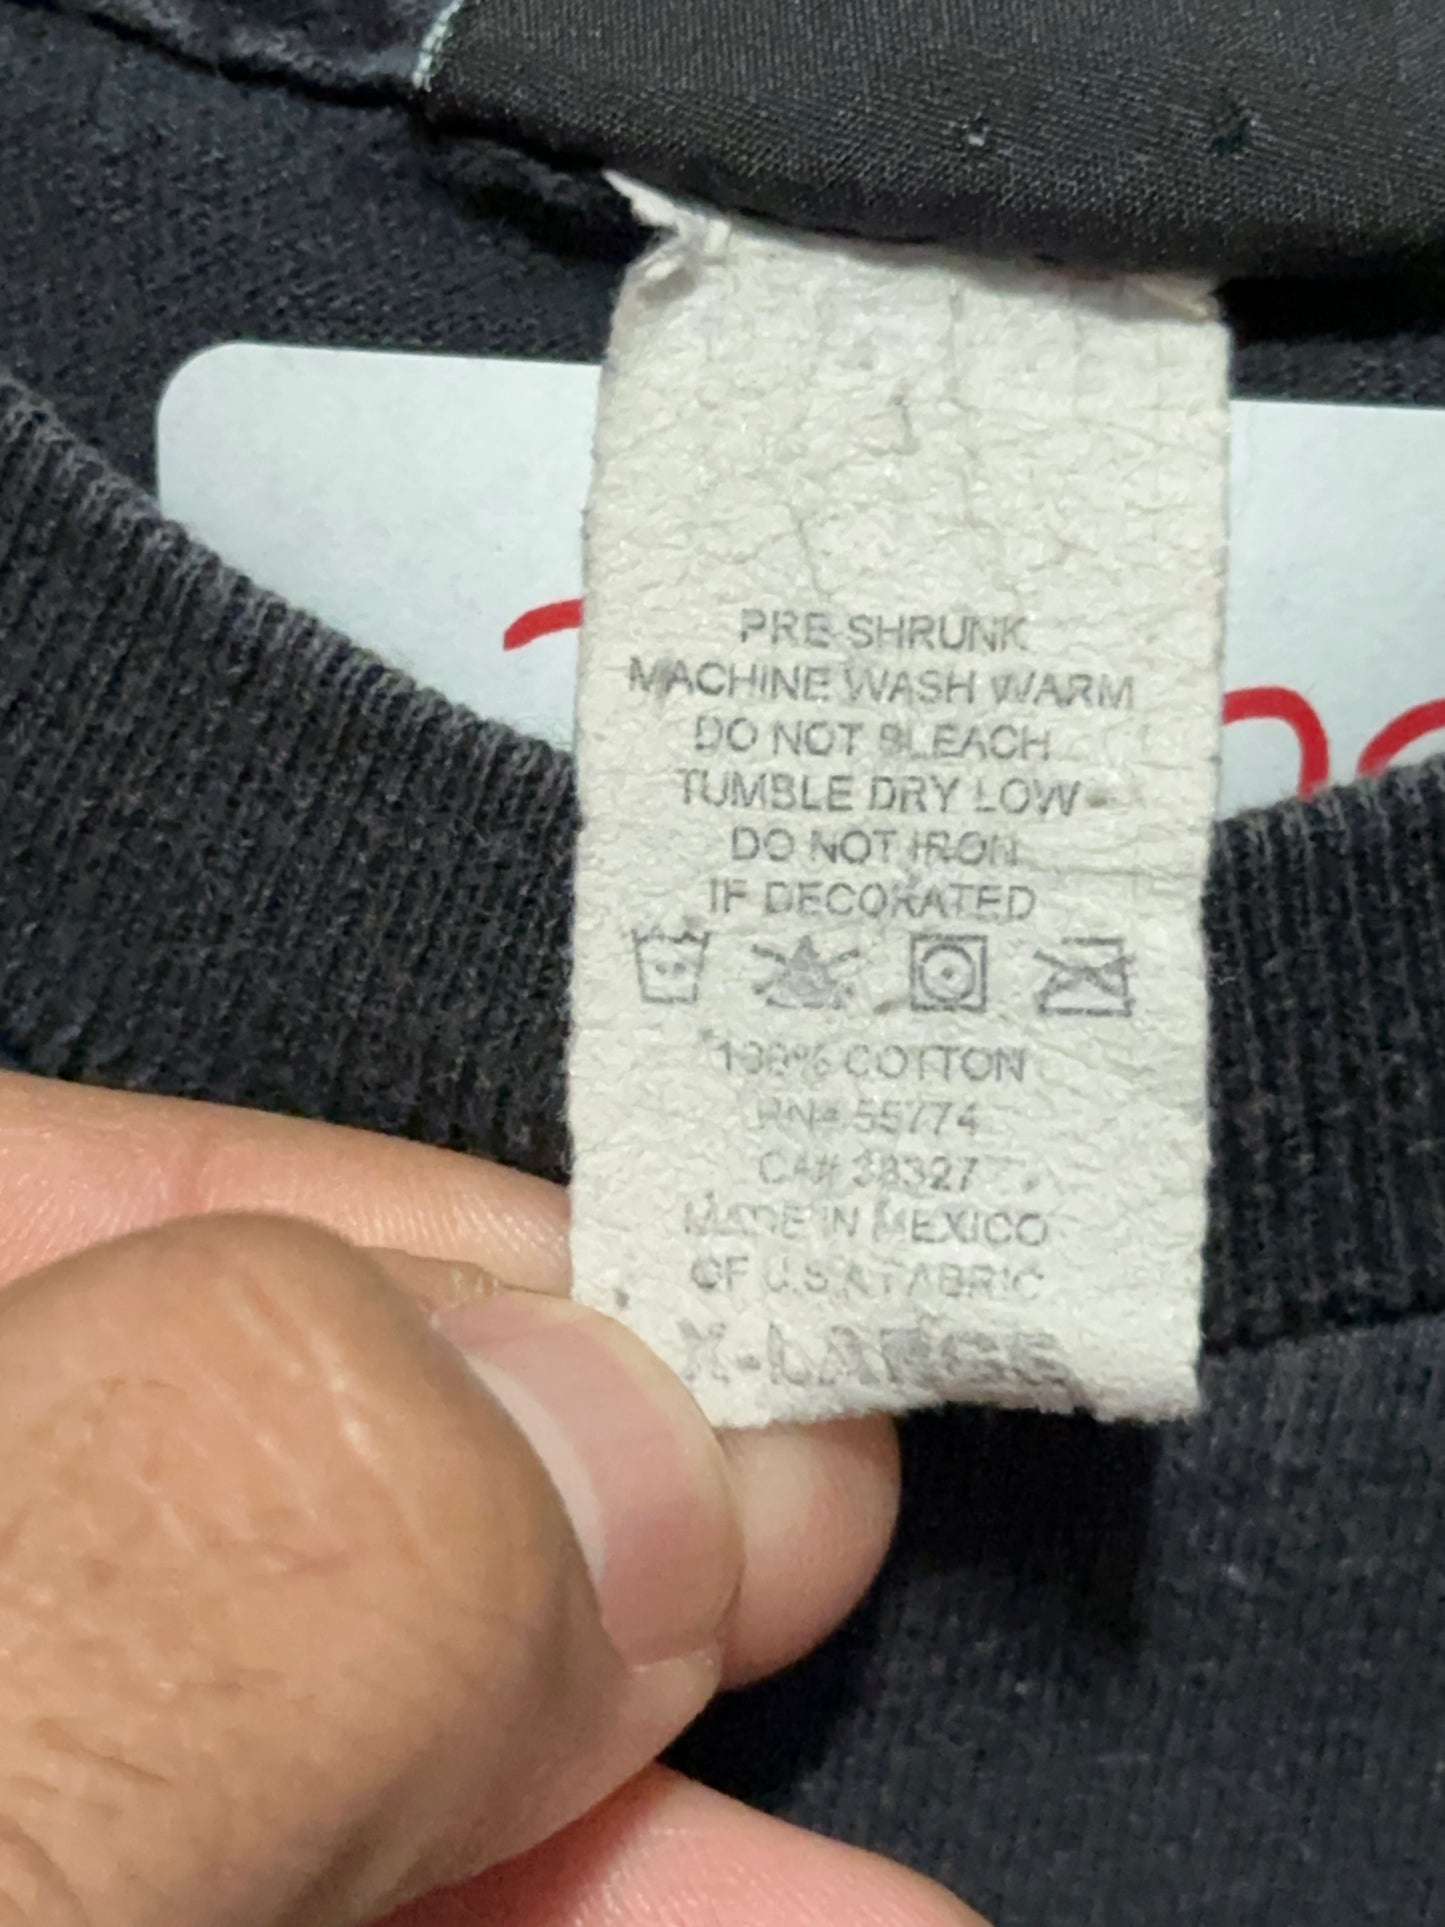 PRE-SHRUNK
MACHINE WASH WARM
DO NOT BLEACH
TUMBLE DRY LOW
DO NOT IRON
IF DECORATED
100% COTTON
RN# 55774
CA# 38327
MADE IN MEXICO
OF U.S.A FABRIC
X-LARGE